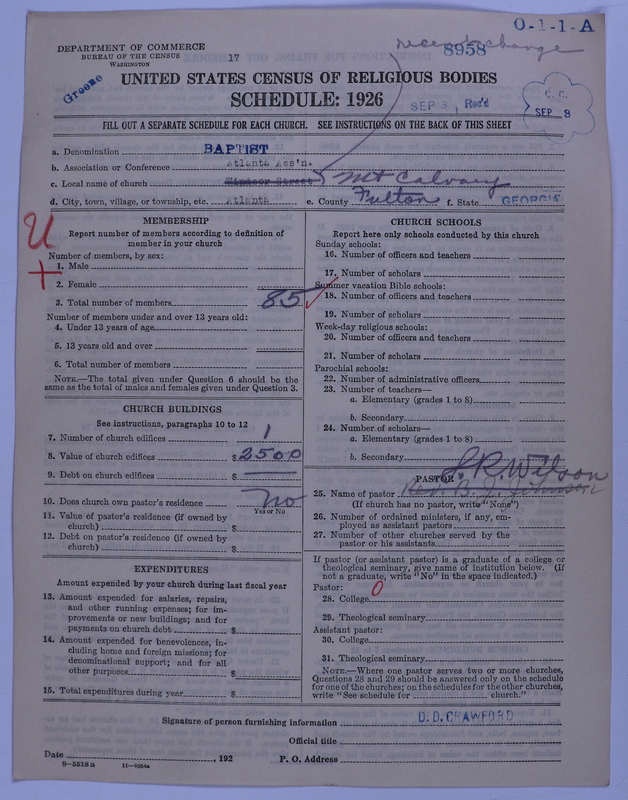 O-1-1-A
record change
8958
DEPARTMENT OF COMMERCE
BUREAU OF THE CENSUS
WASHINGTON
17
Greene
UNITED STATES CENSUS OF RELIGIOUS BODIES
SCHEDULE: 1926
SEP 3, Rec'd
C. C.
SEP 8
FILL OUT A SEPARATE SCHEDULE FOR EACH CHURCH. SEE INSTRUCTIONS ON THE BACK OF THIS SHEET
a. Denomination BAPTIST
b. Association or Conference Atlanta Ass'n.
c. Local name of church Windsor Street Mt Calvary
d. City, town, village, or township, etc. Atlanta e. County Fulton f. State GEORGIA
U
+
MEMBERSHIP
Report number of members according to definition of
member in your church
Number of members, by sex:
1. Male
2. Female
3. Total number of members 85
Number of members under and over 13 years old:
4. Under 13 years of age
5. 13 years old and over
6. Total number of members
NOTE.—The total given under Question 6 should be the
same as the total of males and females given under Question 3.
CHURCH BUILDINGS
See instructions, paragraphs 10 to 12
7. Number of church edifices 1
8. Value of church edifices $ 2500
9. Debt on church edifices $
10. Does church own pastor's residence No
Yes or No
11. Value of pastor's residence (if owned by
church) $
12. Debt on pastor's residence (if owned by
church) $
EXPENDITURES
Amount expended by your church during last fiscal year
13. Amount expended for salaries, repairs,
and other running expenses; for im-
provements or new buildings; and for
payments on church debt $
14. Amount expended for benevolences, in-
cluding home and foreign missions; for
denominational support; and for all
other purposes $
15. Total expenditures during year $
CHURCH SCHOOLS
Report here only schools conducted by this church
Sunday schools:
16. Number of officers and teachers
17. Number of scholars
Summer vacation Bible schools:
18. Number of officers and teachers
19. Number of scholars
Week-day religious schools:
20. Number of officers and teachers
21. Number of scholars
Parochial schools:
22. Number of administrative officers
23. Number of teachers—
a. Elementary (grades 1 to 8)
b. Secondary
24. Number of scholars—
a. Elementary (grades 1 to 8)
b. Secondary
PASTOR S.R. Wilson
25. Name of pastor Rev. B. J. Johnson
(If church has no pastor, write "None")
26. Number of ordained ministers, if any, em-
ployed as assistant pastors
27. Number of other churches served by the
pastor or his assistants
If pastor (or assistant pastor) is a graduate of a college or
theological seminary, give name of institution below. (If
not a graduate, write "No" in the space indicated.)
Pastor:
28. College 0
29. Theological seminary
Assistant pastor:
30. College
31. Theological seminary
NOTE.—Where one pastor serves two or more churches,
Questions 28 and 29 should be answered only on the schedule
for one of the churches; on the schedules for the other churches,
write "See schedule for church."
Signature of person furnishing information D. D. CRAWFORD
Official title
Date , 192 P. O. Address
8-5518 a 11-4054a